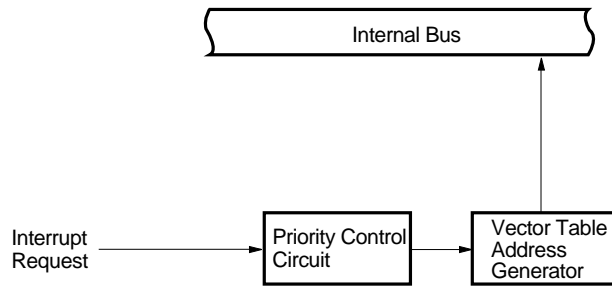 Internal Bus
Interrupt
Request
Priority Control
Circuit
Vector Table
Address
Generator